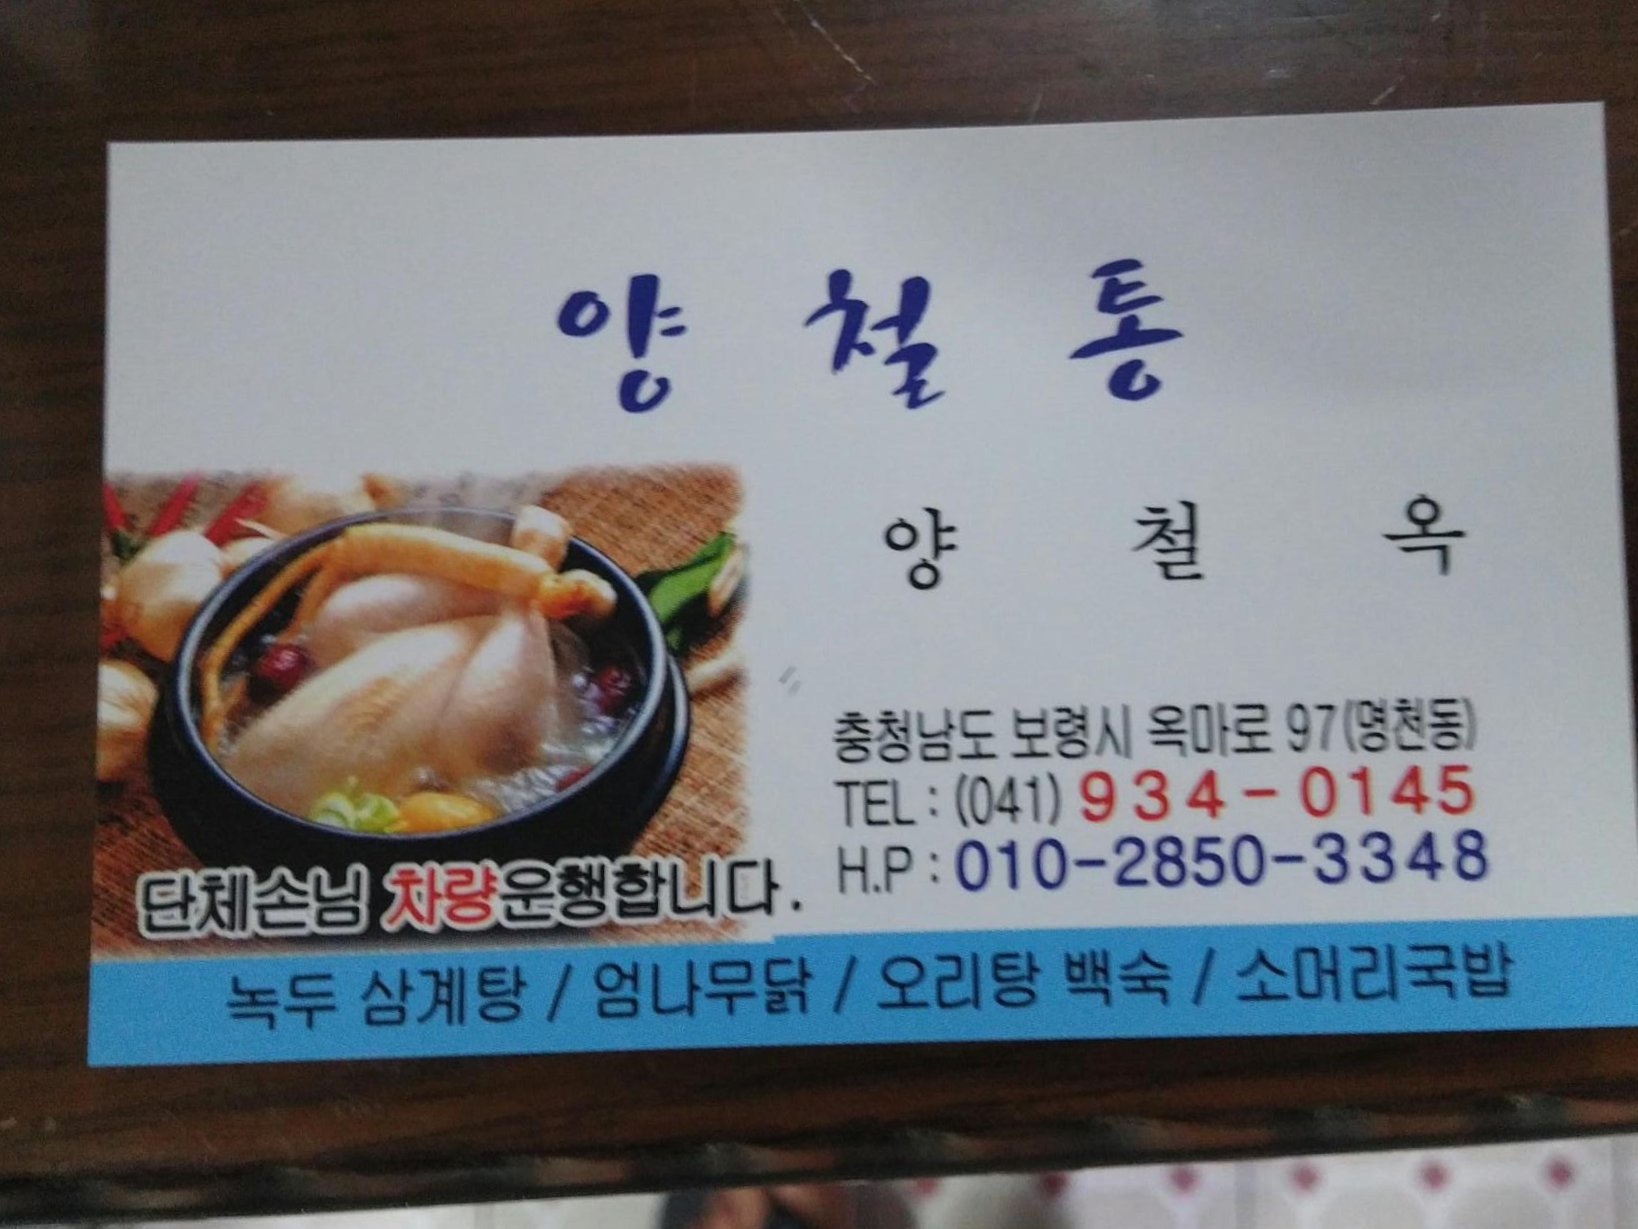 양 철 통
양 철 옥
충청남도 보령시 옥마로 97(명천동)
TEL : (041) 934-0145
H.P : 010-2850-3348
단체손님 차량운행합니다.
녹두 삼계탕 / 엄나무닭 / 오리탕 백숙 / 소머리국밥